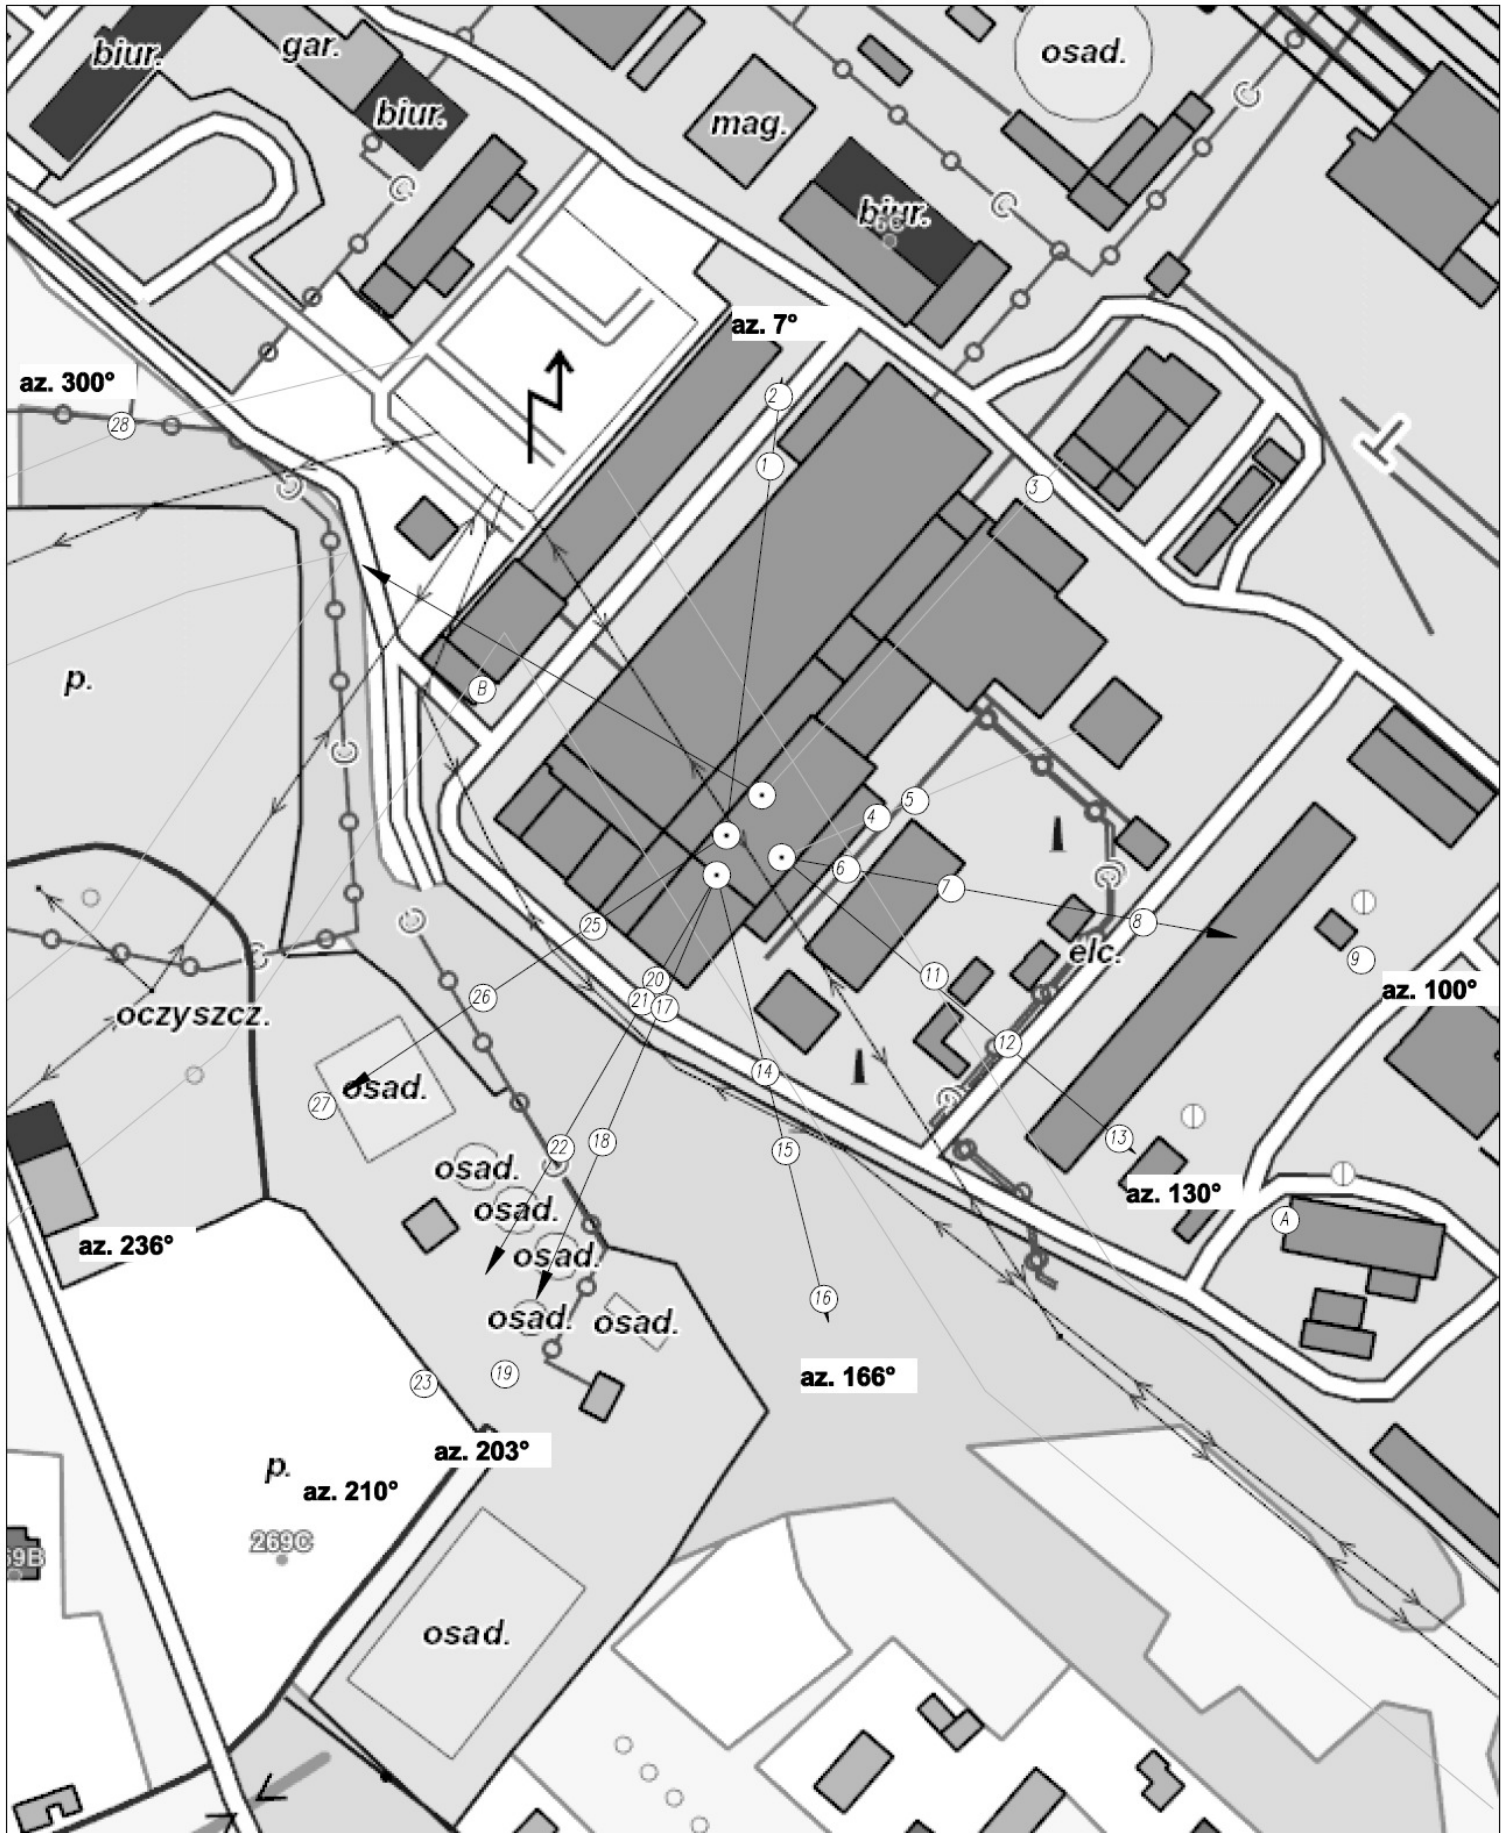 biur.
gar.
osad.
biur.
mag.
biur.
az. 7°
az. 300°
2
28
1
3
p.
B
5
4
6
7
8
25
elc.
9
20
11
az. 100°
26
21
17
oczyszcz.
12
14
osad.
27
13
18
22
15
osad.
az. 130°
osad.
A
az. 236°
osad.
16
osad.
osad.
19
az. 166°
23
az. 203°
p.
az. 210°
269C
69B
osad.